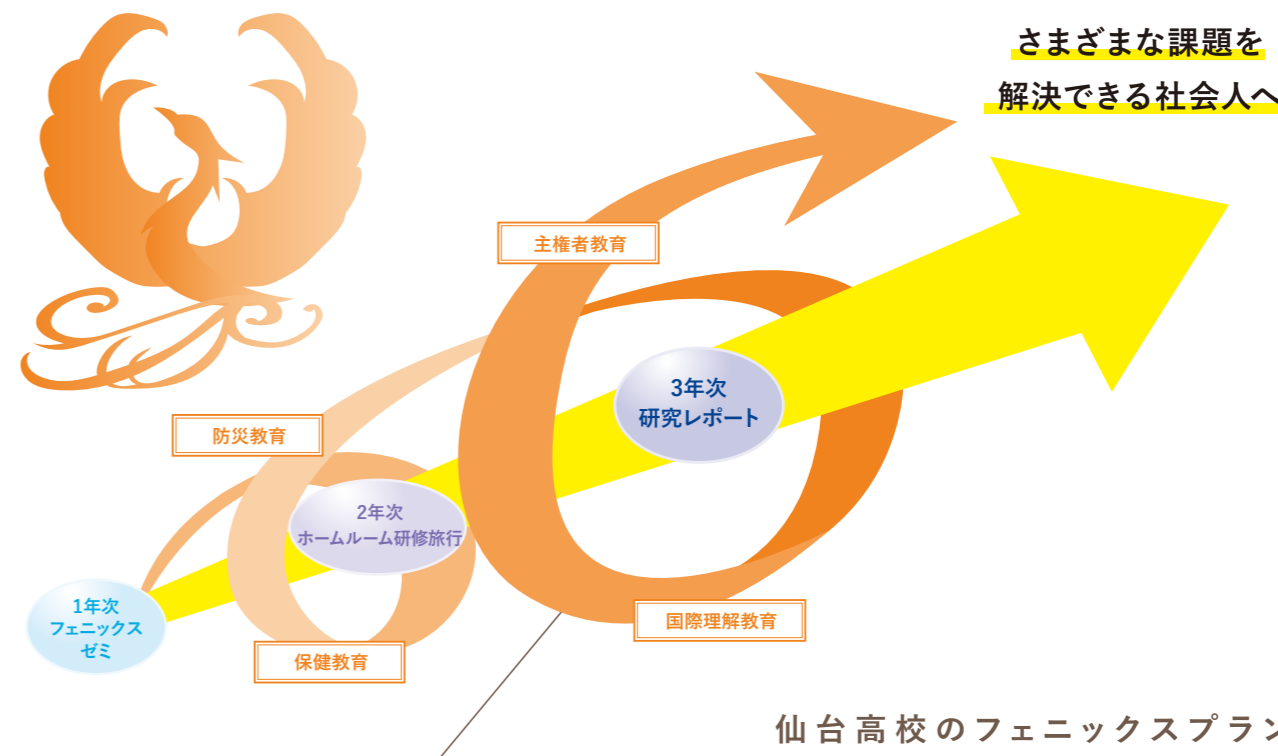 さまざまな課題を
解決できる社会人へ
主権者教育
3年次
研究レポート
防災教育
2年次
ホームルーム研修旅行
1年次
フェニックス
ゼミ
国際理解教育
保健教育
仙台高校のフェニックスプラン